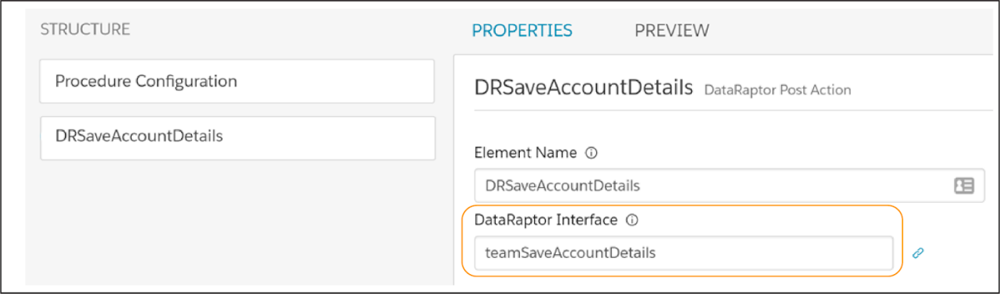 STRUCTURE
PROPERTIES PREVIEW
Procedure Configuration
DRSaveAccountDetails
DRSaveAccountDetails DataRaptor Post Action
Element Name
DRSaveAccountDetails
DataRaptor Interface
teamSaveAccountDetails